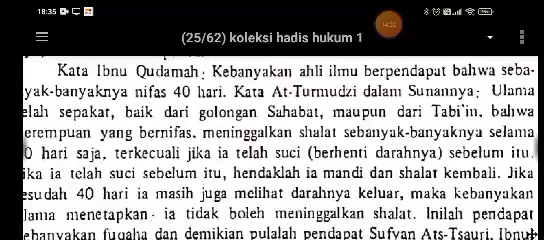 18:35
14:22
(25/62) koleksi hadis hukum 1
Kata Ibnu Qudamah: Kebanyakan ahli ilmu berpendapat bahwa seba-
yak-banyaknya nifas 40 hari. Kata At-Turmudzi dalam Sunannya: Ulama
elah sepakat, baik dari golongan Sahabat, maupun dari Tabi'in, bahwa
erempuan yang bernifas, meninggalkan shalat sebanyak-banyaknya selama
0 hari saja, terkecuali jika ia telah suci (berhenti darahnya) sebelum itu.
ika ia telah suci sebelum itu, hendaklah ia mandi dan shalat kembali. Jika
esudah 40 hari ia masih juga melihat darahnya keluar, maka kebanyakan
lama menetapkan: ia tidak boleh meninggalkan shalat. Inilah pendapat
ebanyakan fuqaha dan demikian pulalah pendapat Sufyan Ats-Tsauri, Ibnu